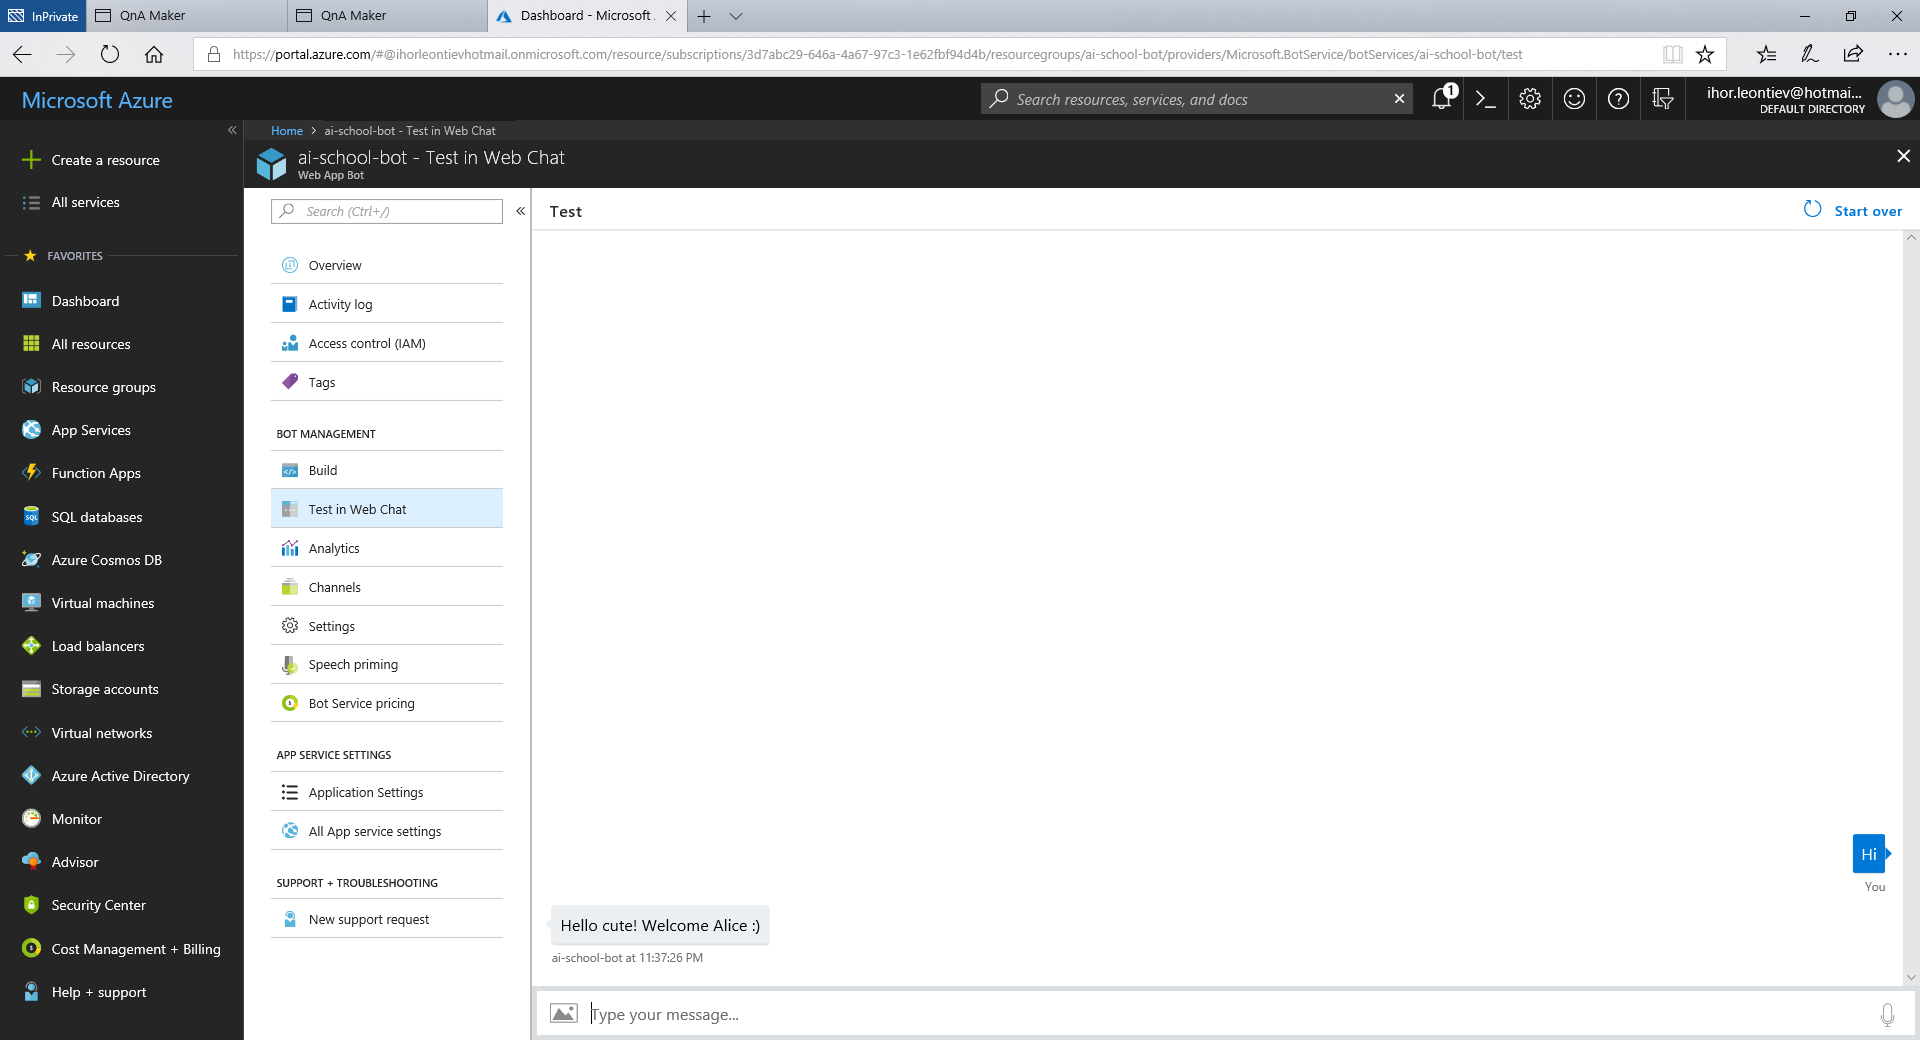 InPrivate
QnA Maker
QnA Maker
Dashboard - Microsoft .
https://portal.azure.com/#@ihorleontievhotmail.onmicrosoft.com/resource/subscriptions/3d7abc29-646a-4a67-97c3-1e62fbf94d4b/resourcegroups/ai-school-bot/providers/Microsoft.BotService/botServices/ai-school-bot/test
Microsoft Azure
Search resources, services, and docs
1
ihor.leontiev@hotmai...
DEFAULT DIRECTORY
Home > ai-school-bot - Test in Web Chat
ai-school-bot - Test in Web Chat
Web App Bot
Create a resource
All services
FAVORITES
Dashboard
All resources
Resource groups
App Services
Function Apps
SQL databases
Azure Cosmos DB
Virtual machines
Load balancers
Storage accounts
Virtual networks
Azure Active Directory
Monitor
Advisor
Security Center
Cost Management + Billing
Help + support
Search (Ctrl+/)
Overview
Activity log
Access control (IAM)
Tags
BOT MANAGEMENT
Build
Test in Web Chat
Analytics
Channels
Settings
Speech priming
Bot Service pricing
APP SERVICE SETTINGS
Application Settings
All App service settings
SUPPORT + TROUBLESHOOTING
New support request
Test
Start over
Hi
You
Hello cute! Welcome Alice :)
ai-school-bot at 11:37:26 PM
Type your message...